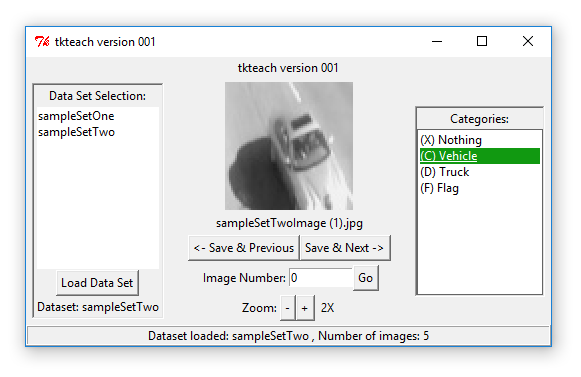 tkteach version 001
tkteach version 001
Data Set Selection:
sampleSetOne
sampleSetTwo
Load Data Set
Dataset: sampleSetTwo
sampleSetTwoImage (1).jpg
<- Save & Previous
Save & Next ->
Image Number: 0 Go
Zoom: - + 2X
Categories:
(X) Nothing
(C) Vehicle
(D) Truck
(F) Flag
Dataset loaded: sampleSetTwo , Number of images: 5